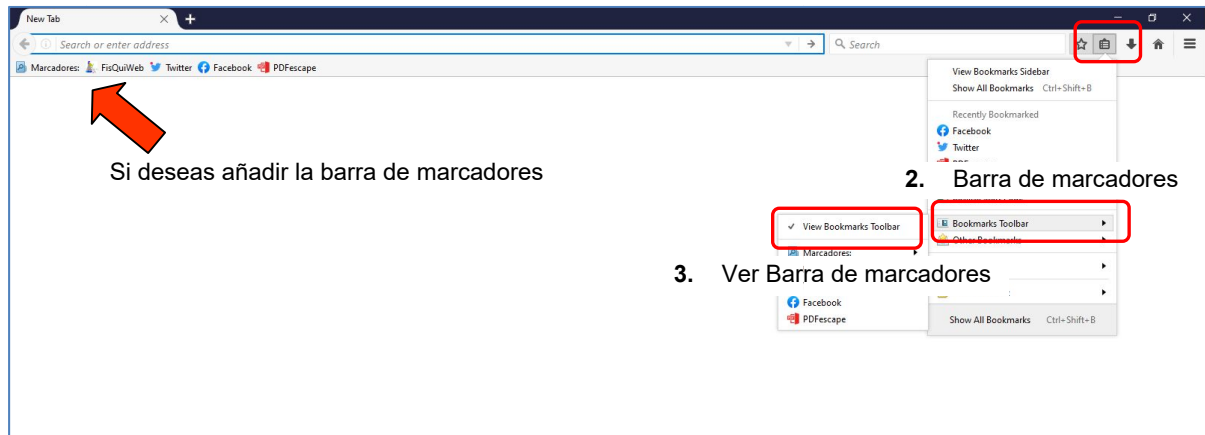 New Tab
Search or enter address
Search
Marcadores: FisQuiWeb Twitter Facebook PDFescape
View Bookmarks Sidebar
Show All Bookmarks Ctrl+Shift+B
Recently Bookmarked
Facebook
Twitter
Si deseas añadir la barra de marcadores
2. Barra de marcadores
Bookmarks Toolbar
View Bookmarks Toolbar
Other Bookmarks
Marcadores:
3. Ver Barra de marcadores
Facebook
PDFescape
Show All Bookmarks Ctrl+Shift+B